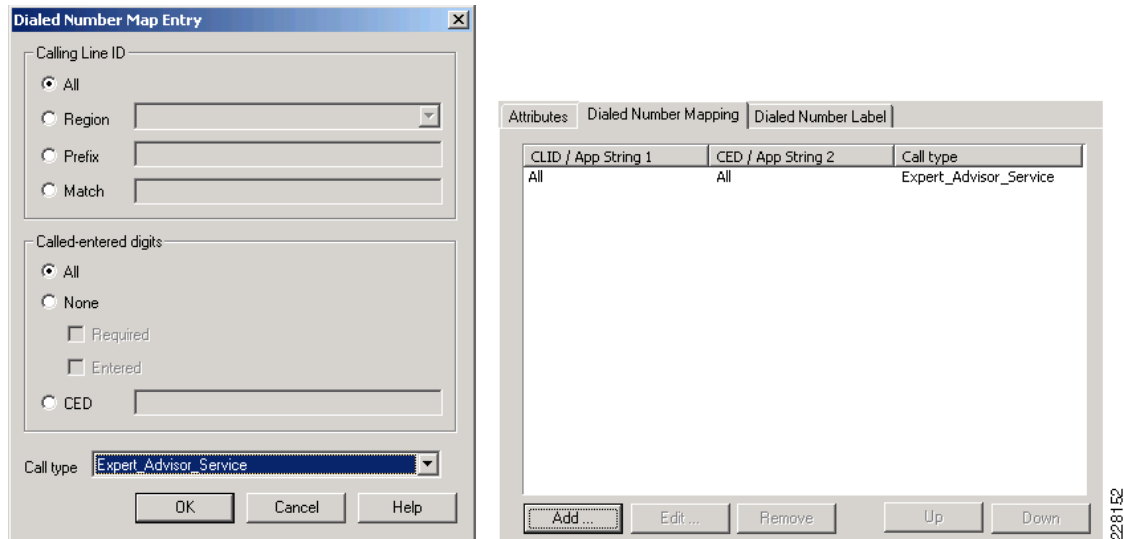 Dialed Number Map Entry
Calling Line ID
All
Region
Prefix
Match
Called-entered digits
All
None
Required
Entered
CED
Call type Expert_Advisor_Service
OK Cancel Help
Attributes Dialed Number Mapping Dialed Number Label
CLID / App String 1 CED / App String 2 Call type
All All Expert_Advisor_Service
Add ... Edit ... Remove Up Down
228152